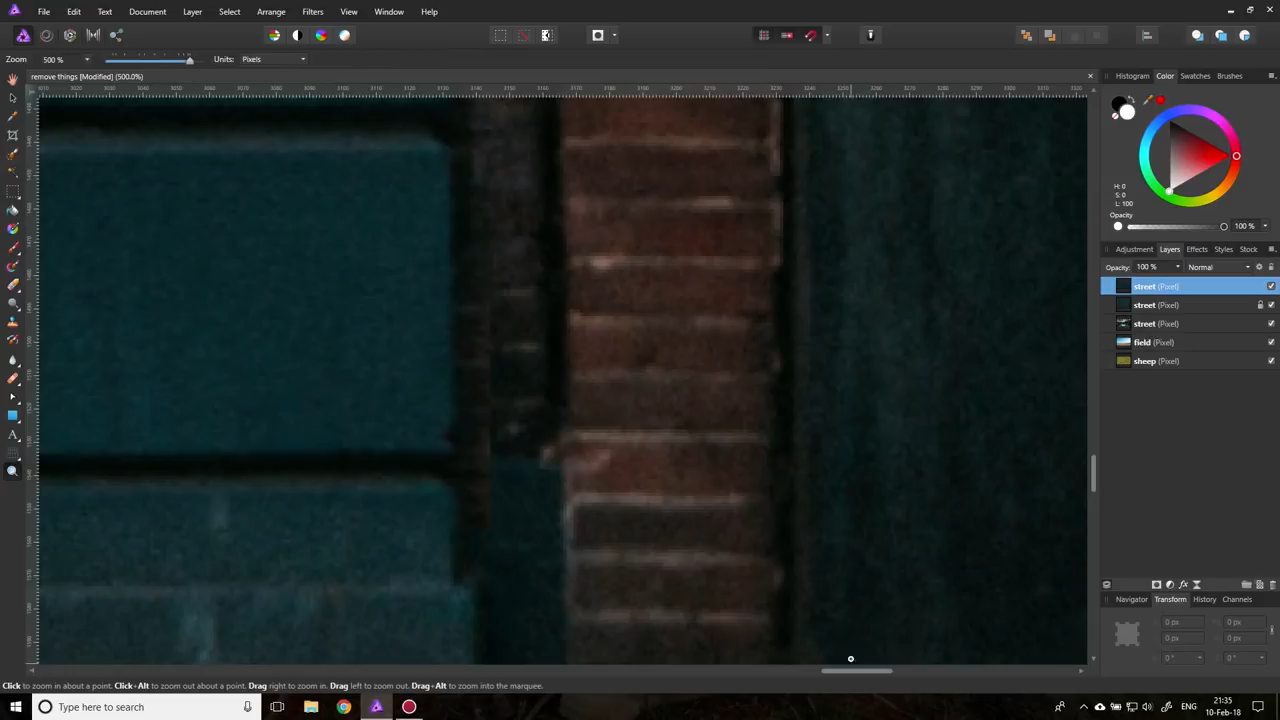 File Edit Text Document Layer Select Arrange Filters View Window Help
Zoom 500 % Units: Pixels
remove things [Modified] (500.0%)
Histogram Color Swatches Brushes
H: 0
S: 0
L: 100
Opacity
100 %
Adjustment Layers Effects Styles Stock
Opacity: 100 % Normal
street (Pixel)
street (Pixel)
street (Pixel)
field (Pixel)
sheep (Pixel)
Navigator Transform History Channels
X: 0 px Y: 0 px
0 px 0 px
0 ° 0 °
Click to zoom in about a point. Click+Alt to zoom out about a point. Drag right to zoom in. Drag left to zoom out. Drag+Alt to zoom into the marquee.
Type here to search
ENG
21:35
10-Feb-18